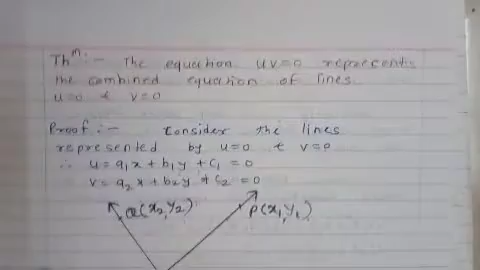 Thm:- The equation uv=0 represents
the combined equation of lines
u=0 & v=0
Proof:- Consider the lines
represented by u=0 & v=0
∴ u=a₁x+b₁y+c₁=0
v=a₂x+b₂y+c₂=0
Q(x₂,y₂) P(x₁,y₁)